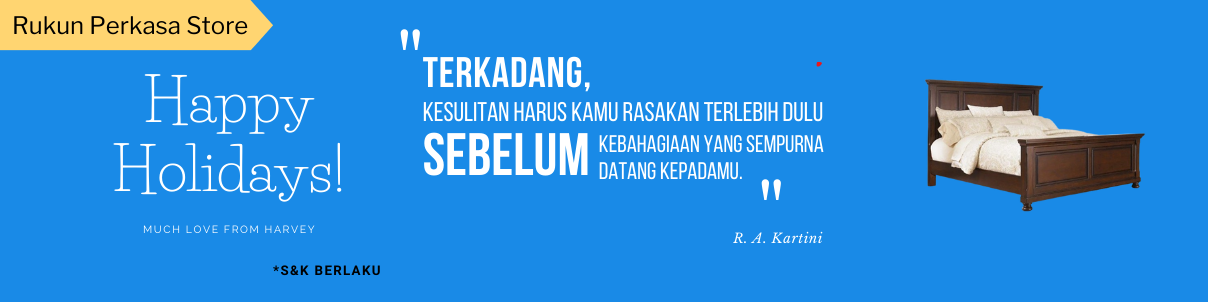 Rukun Perkasa Store
Happy
Holidays!
MUCH LOVE FROM HARVEY
*S&K BERLAKU
"TERKADANG,
KESULITAN HARUS KAMU RASAKAN TERLEBIH DULU
SEBELUM KEBAHAGIAAN YANG SEMPURNA
DATANG KEPADAMU."
R. A. Kartini